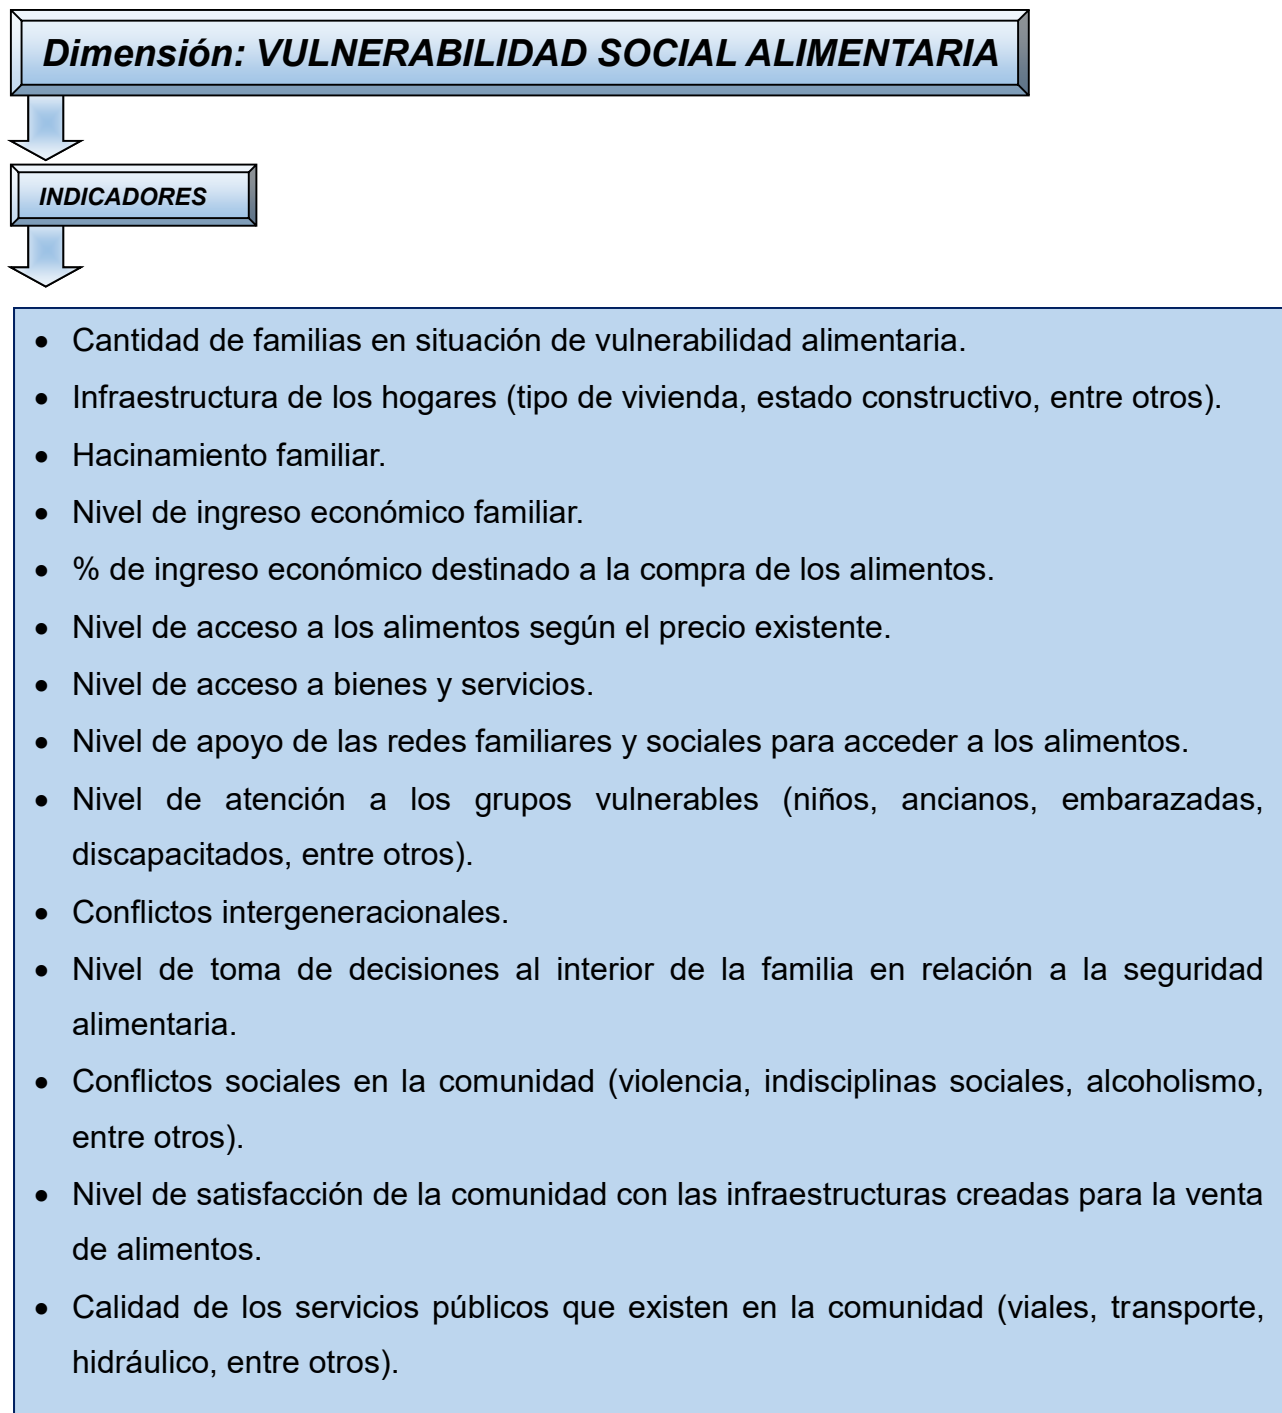 Dimensión: VULNERABILIDAD SOCIAL ALIMENTARIA
INDICADORES
• Cantidad de familias en situación de vulnerabilidad alimentaria.
• Infraestructura de los hogares (tipo de vivienda, estado constructivo, entre otros).
• Hacinamiento familiar.
• Nivel de ingreso económico familiar.
• % de ingreso económico destinado a la compra de los alimentos.
• Nivel de acceso a los alimentos según el precio existente.
• Nivel de acceso a bienes y servicios.
• Nivel de apoyo de las redes familiares y sociales para acceder a los alimentos.
• Nivel de atención a los grupos vulnerables (niños, ancianos, embarazadas,
discapacitados, entre otros).
• Conflictos intergeneracionales.
• Nivel de toma de decisiones al interior de la familia en relación a la seguridad
alimentaria.
• Conflictos sociales en la comunidad (violencia, indisciplinas sociales, alcoholismo,
entre otros).
• Nivel de satisfacción de la comunidad con las infraestructuras creadas para la venta
de alimentos.
• Calidad de los servicios públicos que existen en la comunidad (viales, transporte,
hidráulico, entre otros).